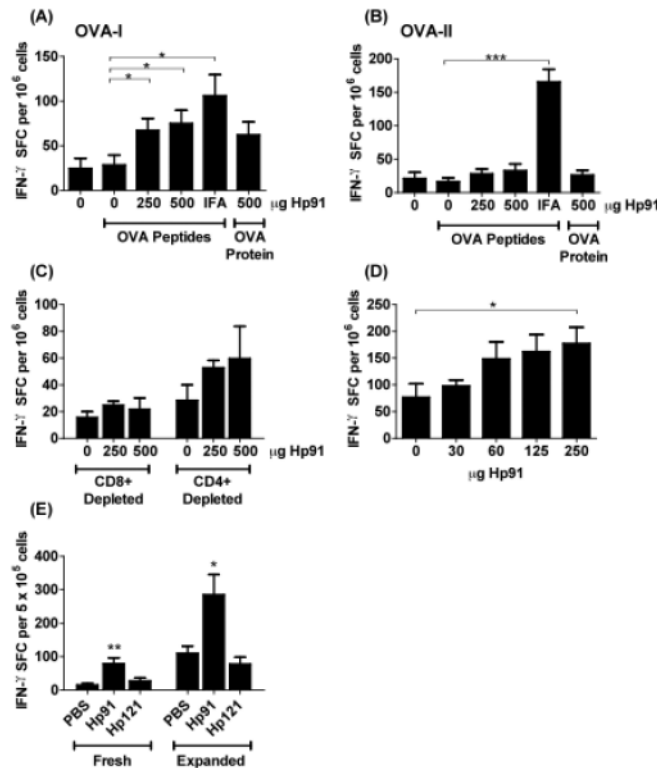 (A) OVA-I
IFN-γ SFC per 10⁶ cells
150
100
50
0
* 
*
*
0 0 250 500 IFA 500 μg Hp91
OVA Peptides OVA
Protein
(B) OVA-II
IFN-γ SFC per 10⁶ cells
200
150
100
50
0
***
0 0 250 500 IFA 500 μg Hp91
OVA Peptides OVA
Protein
(C)
IFN-γ SFC per 10⁶ cells
100
80
60
40
20
0
0 250 500 0 250 500 μg Hp91
CD8+
Depleted
CD4+
Depleted
(D)
IFN-γ SFC per 10⁶ cells
250
200
150
100
50
0
*
0 30 60 125 250
μg Hp91
(E)
IFN-γ SFC per 5 x 10⁵ cells
400
300
200
100
0
**
*
PBS Hp91 Hp121 PBS Hp91 Hp121
Fresh Expanded